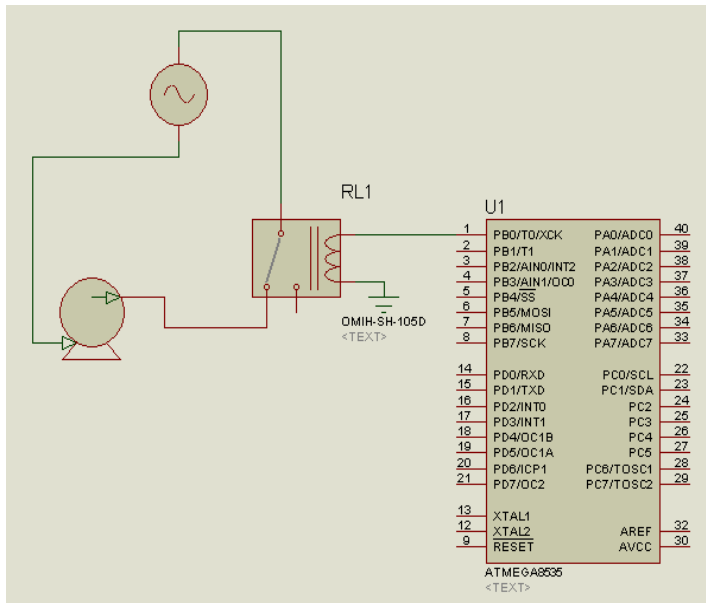 RL1
OMIH-SH-105D
<TEXT>
U1
1 PB0/T0/XCK PA0/ADC0 40
2 PB1/T1 PA1/ADC1 39
3 PB2/AIN0/INT2 PA2/ADC2 38
4 PB3/AIN1/OC0 PA3/ADC3 37
5 PB4/SS PA4/ADC4 36
6 PB5/MOSI PA5/ADC5 35
7 PB6/MISO PA6/ADC6 34
8 PB7/SCK PA7/ADC7 33
14 PD0/RXD PC0/SCL 22
15 PD1/TXD PC1/SDA 23
16 PD2/INT0 PC2 24
17 PD3/INT1 PC3 25
18 PD4/OC1B PC4 26
19 PD5/OC1A PC5 27
20 PD6/ICP1 PC6/TOSC1 28
21 PD7/OC2 PC7/TOSC2 29
13 XTAL1
12 XTAL2 AREF 32
9 RESET AVCC 30
ATMEGA8535
<TEXT>